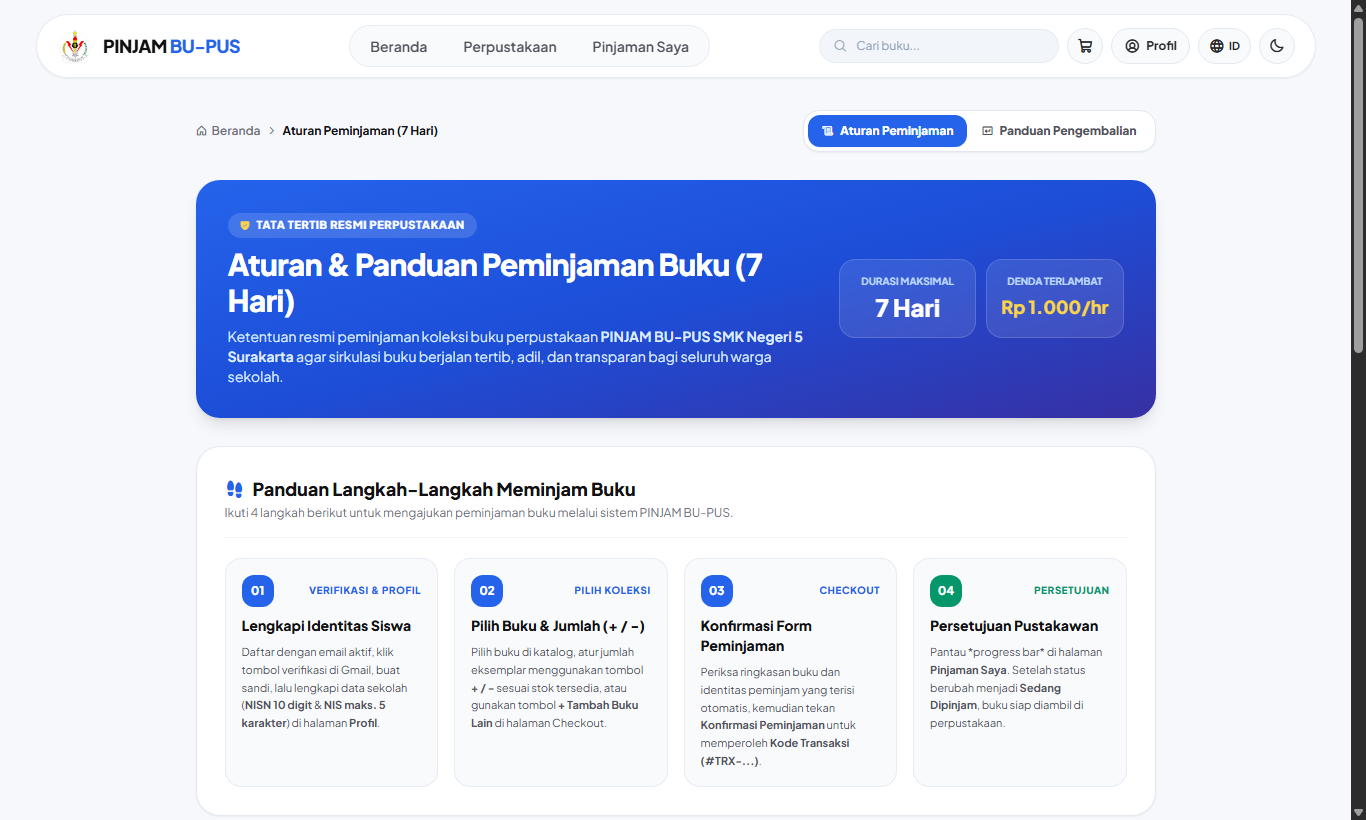 PINJAM BU-PUS
Beranda
Perpustakaan
Pinjaman Saya
Cari buku...
Profil
ID
Beranda > Aturan Peminjaman (7 Hari)
Aturan Peminjaman
Panduan Pengembalian
TATA TERTIB RESMI PERPUSTAKAAN
Aturan & Panduan Peminjaman Buku (7
Hari)
Ketentuan resmi peminjaman koleksi buku perpustakaan PINJAM BU-PUS SMK Negeri 5
Surakarta agar sirkulasi buku berjalan tertib, adil, dan transparan bagi seluruh warga
sekolah.
DURASI MAKSIMAL
7 Hari
DENDA TERLAMBAT
Rp 1.000/hr
Panduan Langkah-Langkah Meminjam Buku
Ikuti 4 langkah berikut untuk mengajukan peminjaman buku melalui sistem PINJAM BU-PUS.
01
VERIFIKASI & PROFIL
Lengkapi Identitas Siswa
Daftar dengan email aktif, klik
tombol verifikasi di Gmail, buat
sandi, lalu lengkapi data sekolah
(NISN 10 digit & NIS maks. 5
karakter) di halaman Profil.
02
PILIH KOLEKSI
Pilih Buku & Jumlah (+ / -)
Pilih buku di katalog, atur jumlah
eksemplar menggunakan tombol
+ / - sesuai stok tersedia, atau
gunakan tombol + Tambah Buku
Lain di halaman Checkout.
03
CHECKOUT
Konfirmasi Form
Peminjaman
Periksa ringkasan buku dan
identitas peminjam yang terisi
otomatis, kemudian tekan
Konfirmasi Peminjaman untuk
memperoleh Kode Transaksi
(#TRX-...).
04
PERSETUJUAN
Persetujuan Pustakawan
Pantau *progress bar* di halaman
Pinjaman Saya. Setelah status
berubah menjadi Sedang
Dipinjam, buku siap diambil di
perpustakaan.